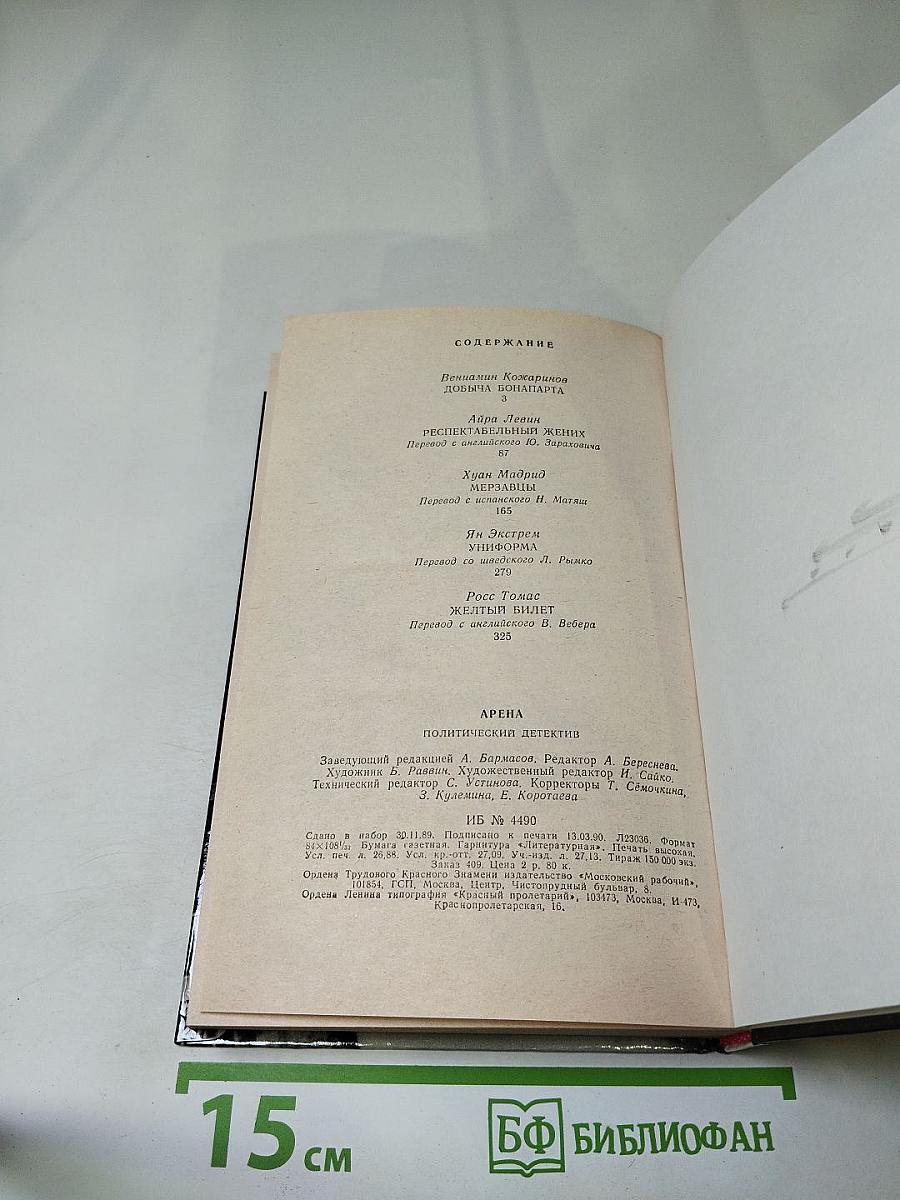 СОДЕРЖАНИЕ
Вениамин Кожаринов
ДОБЫЧА БОНАПАРТА
3
Айра Левин
РЕСПЕКТАБЕЛЬНЫЙ ЖЕНИХ
Перевод с английского Ю. Зараховича
87
Хуан Мадрид
МЕРЗАВЦЫ
Перевод с испанского Н. Матяш
165
Ян Экстрем
УНИФОРМА
Перевод со шведского Л. Рымко
279
Росс Томас
ЖЕЛТЫЙ БИЛЕТ
Перевод с английского В. Вебера
325
АРЕНА
ПОЛИТИЧЕСКИЙ ДЕТЕКТИВ
Заведующий редакцией А. Бармасов. Редактор А. Береснева.
Художник Б. Раввин. Художественный редактор И. Сайко.
Технический редактор С. Устинова. Корректоры Т. Сёмочкина,
З. Кулемина, Е. Коротаева
ИБ № 4490
Сдано в набор 30.11.89. Подписано к печати 13.03.90. Л23036. Формат
84×108¹/₃₂ Бумага газетная. Гарнитура «Литературная». Печать высокая.
Усл. печ. л. 26,88. Усл. кр.-отт. 27,09. Уч.-изд. л. 27,13. Тираж 150 000 экз.
Заказ 409. Цена 2 р. 80 к.
Ордена Трудового Красного Знамени издательство «Московский рабочий»,
101854, ГСП, Москва, Центр, Чистопрудный бульвар, 8.
Ордена Ленина типография «Красный пролетарий», 103473, Москва, И-473,
Краснопролетарская, 16.
15 см
БФ БИБЛИОФАН